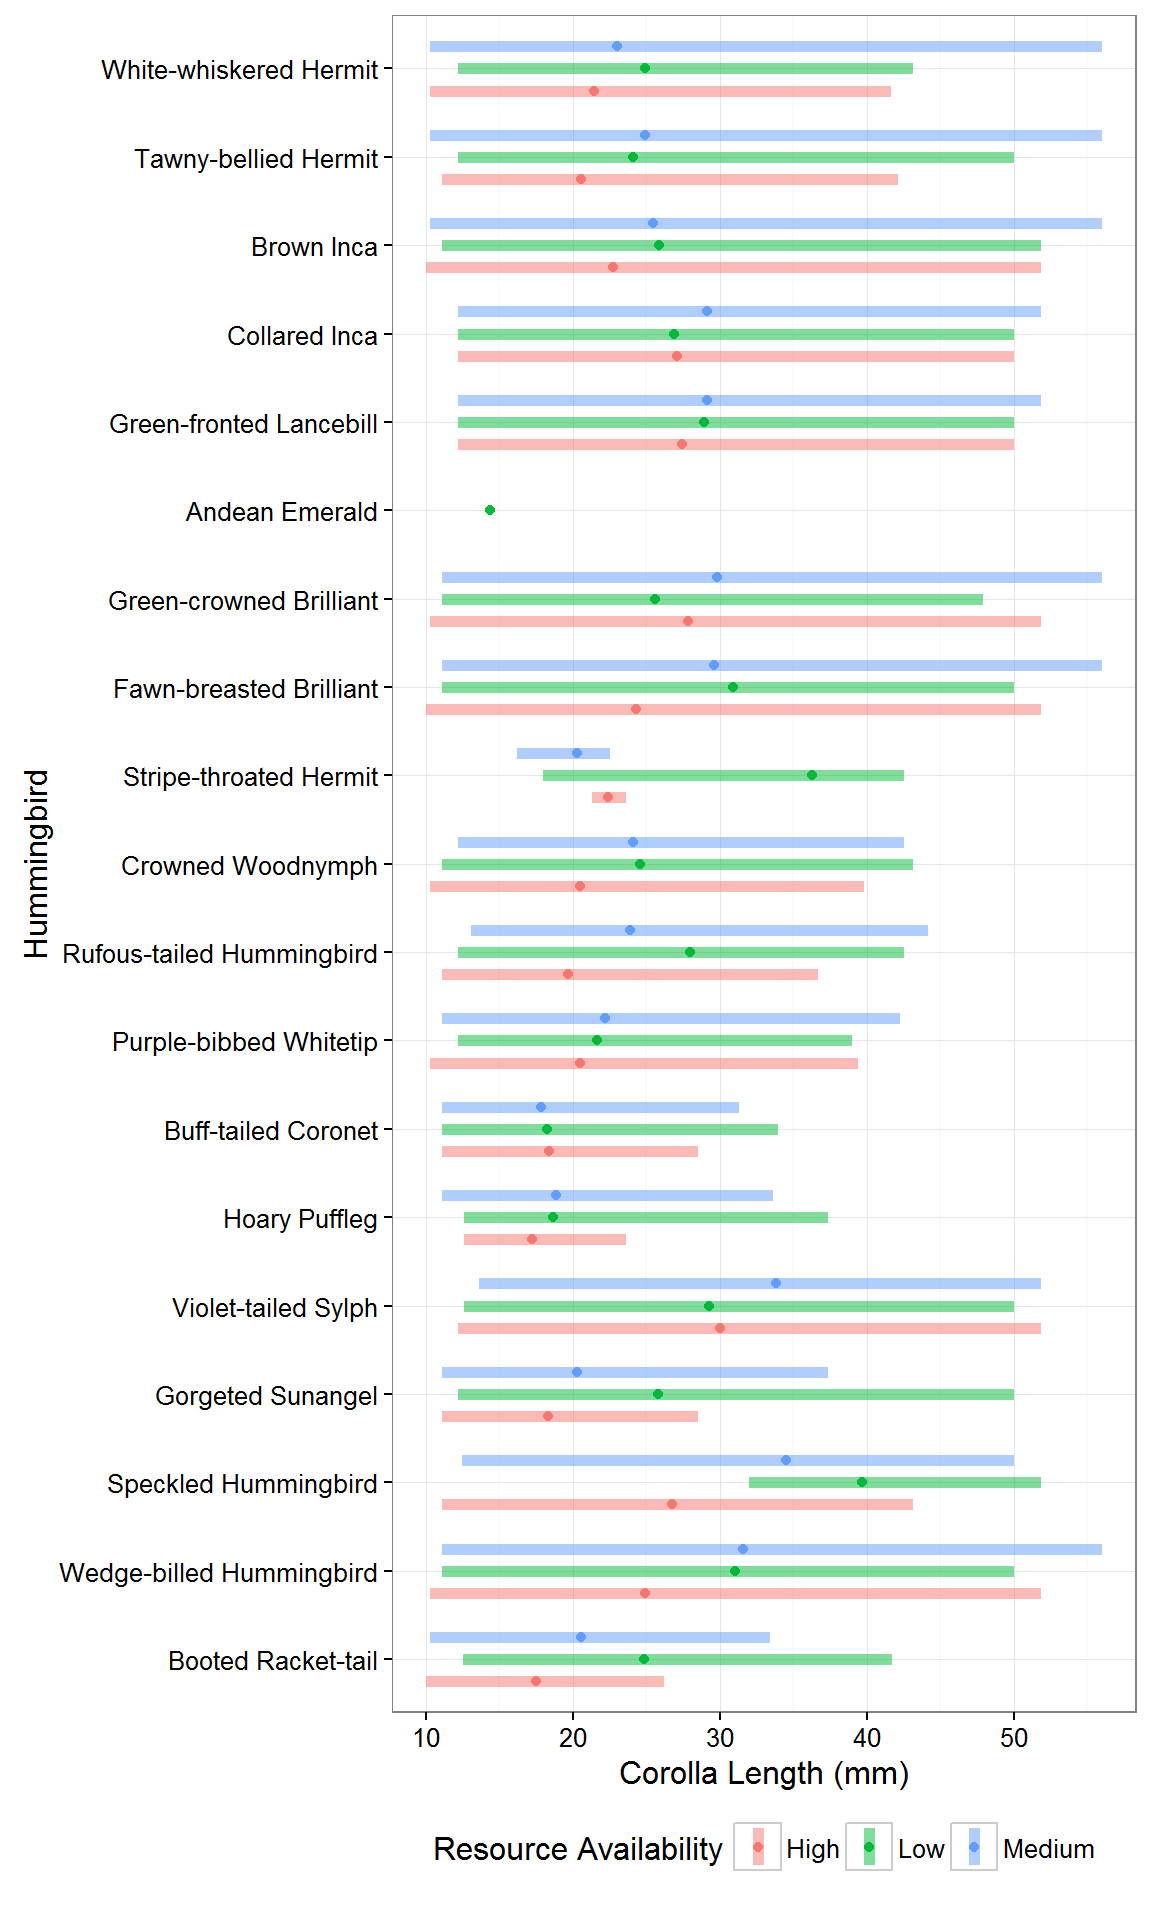 White-whiskered Hermit
Tawny-bellied Hermit
Brown Inca
Collared Inca
Green-fronted Lancebill
Andean Emerald
Green-crowned Brilliant
Fawn-breasted Brilliant
Stripe-throated Hermit
Crowned Woodnymph
Rufous-tailed Hummingbird
Purple-bibbed Whitetip
Buff-tailed Coronet
Hoary Puffleg
Violet-tailed Sylph
Gorgeted Sunangel
Speckled Hummingbird
Wedge-billed Hummingbird
Booted Racket-tail
Hummingbird
10 20 30 40 50
Corolla Length (mm)
Resource Availability High Low Medium